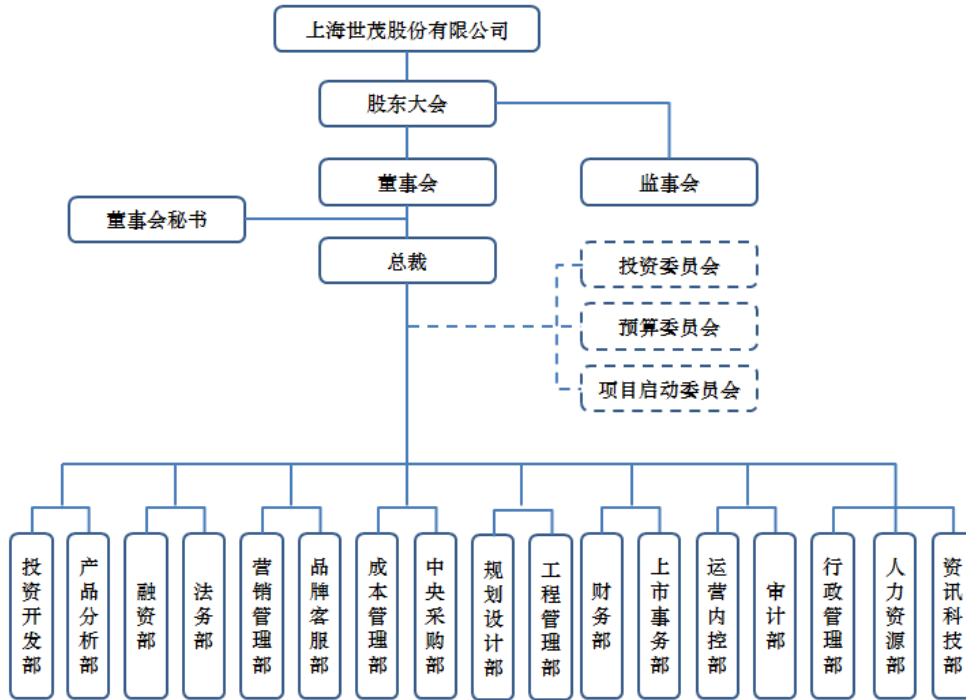 上海世茂股份有限公司
股东大会
董事会
监事会
董事会秘书
总裁
投资委员会
预算委员会
项目启动委员会
投资开发部
产品分析部
融资部
法务部
营销管理部
品牌客服部
成本管理部
中央采购部
规划设计部
工程管理部
财务部
上市事务部
运营内控部
审计部
行政管理部
人力资源部
资讯科技部